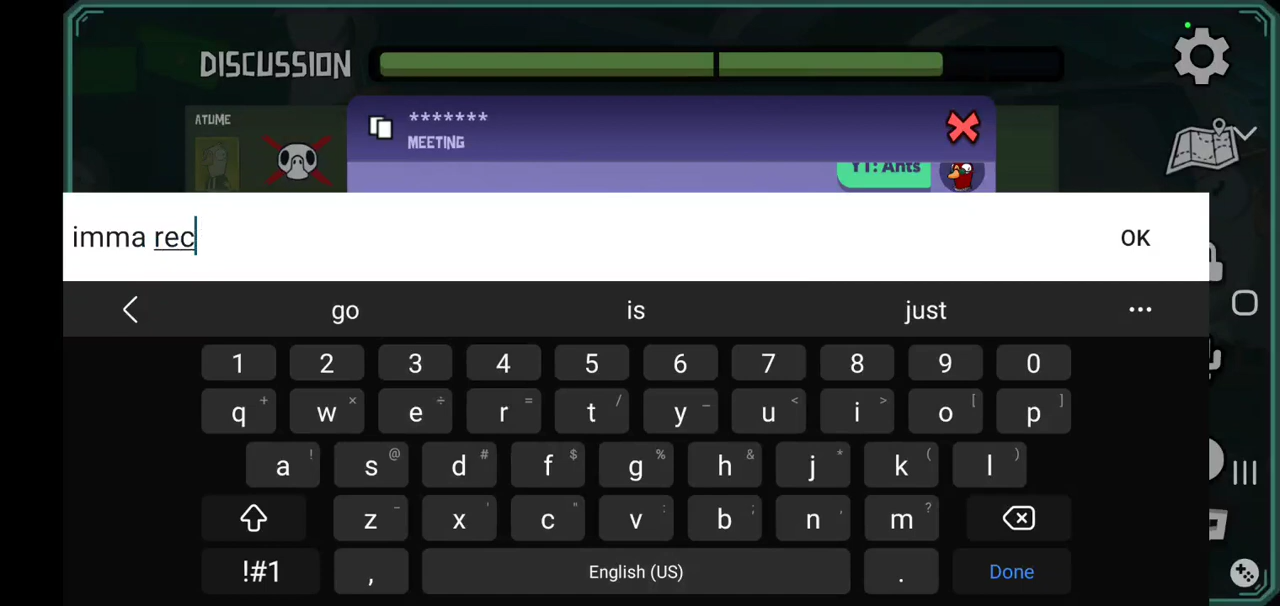 DISCUSSION
ATUME
*******
MEETING
YT: Ants
imma rec
OK
go is just
1 2 3 4 5 6 7 8 9 0
q + w × e ÷ r = t / y _ u < i > o [ p ]
a ! s @ d # f $ g % h & j * k ( l )
z - x ' c " v : b ; n , m ?
!#1 , English (US) . Done